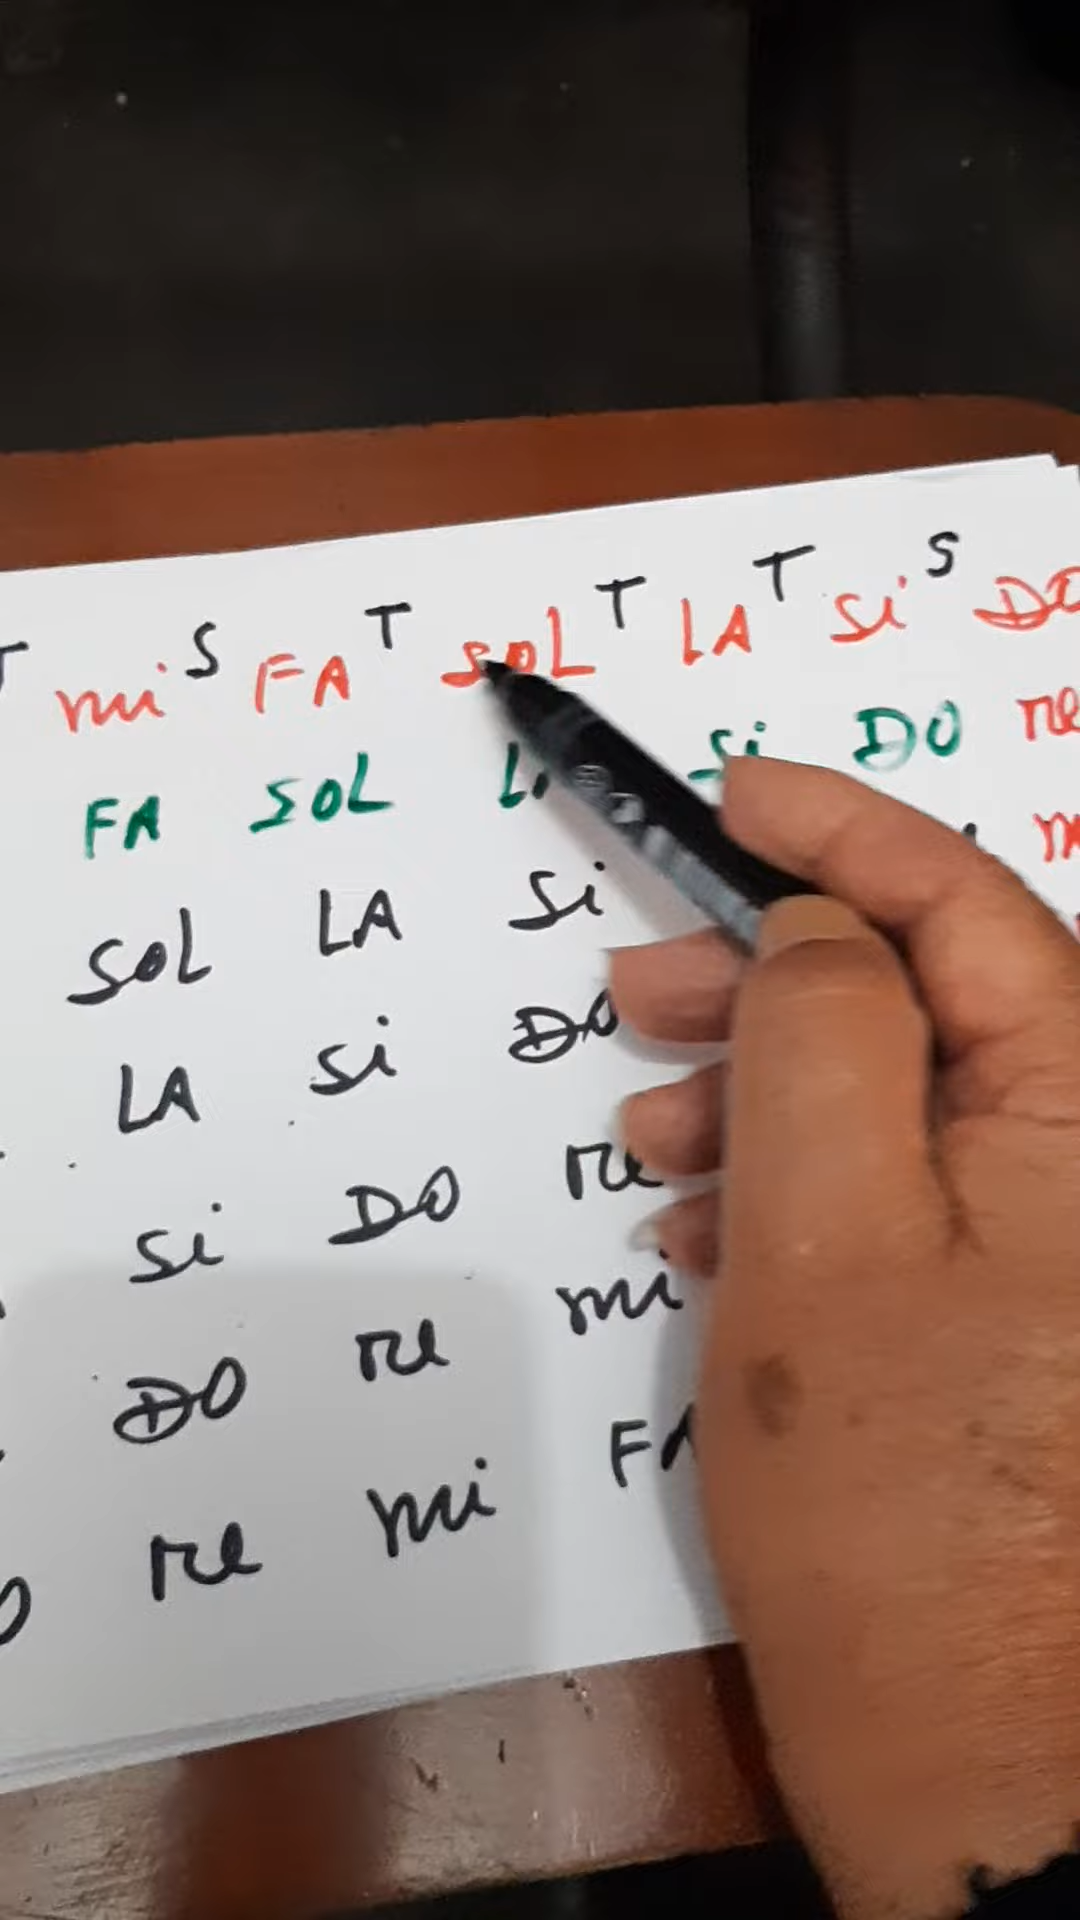 T mi S FA T SOL T LA T Si S DO
FA SOL Si DO re
SOL LA Si
LA Si DO
Si DO re
DO re mi
re mi FA